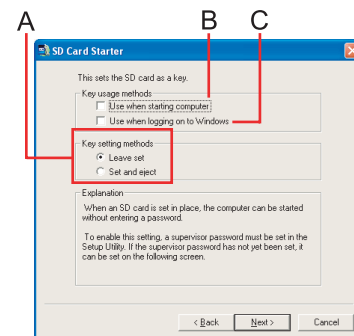 A
B
C
SD Card Starter
This sets the SD card as a key.
Key usage methods
Use when starting computer
Use when logging on to Windows
Key setting methods
Leave set
Set and eject
Explanation
When an SD card is set in place, the computer can be started
without entering a password.
To enable this setting, a supervisor password must be set in the
Setup Utility. If the supervisor password has not yet been set, it
can be set on the following screen.
< Back
Next >
Cancel